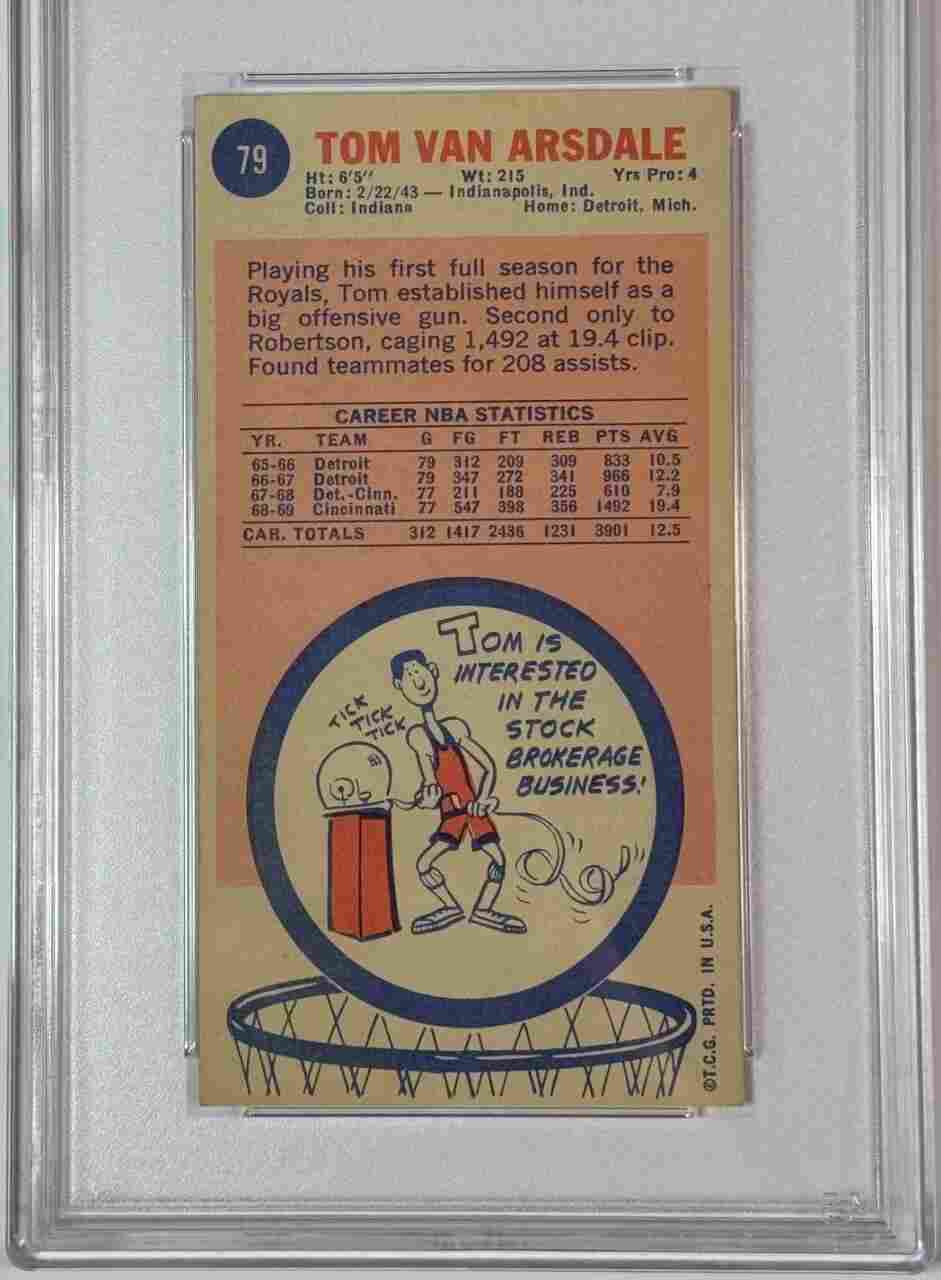 79
TOM VAN ARSDALE
Ht: 6'5" Wt: 215 Yrs Pro: 4
Born: 2/22/43 — Indianapolis, Ind.
Coll: Indiana Home: Detroit, Mich.
Playing his first full season for the
Royals, Tom established himself as a
big offensive gun. Second only to
Robertson, caging 1,492 at 19.4 clip.
Found teammates for 208 assists.
CAREER NBA STATISTICS
YR. TEAM G FG FT REB PTS AVG
65-66 Detroit 79 312 209 309 833 10.5
66-67 Detroit 79 347 272 341 966 12.2
67-68 Det.-Cinn. 77 211 188 225 610 7.9
68-69 Cincinnati 77 547 398 356 1492 19.4
CAR. TOTALS 312 1417 2436 1231 3901 12.5
TOM IS
INTERESTED
IN THE
STOCK
BROKERAGE
BUSINESS!
TICK
TICK
TICK
©T.C.G. PRTD. IN U.S.A.